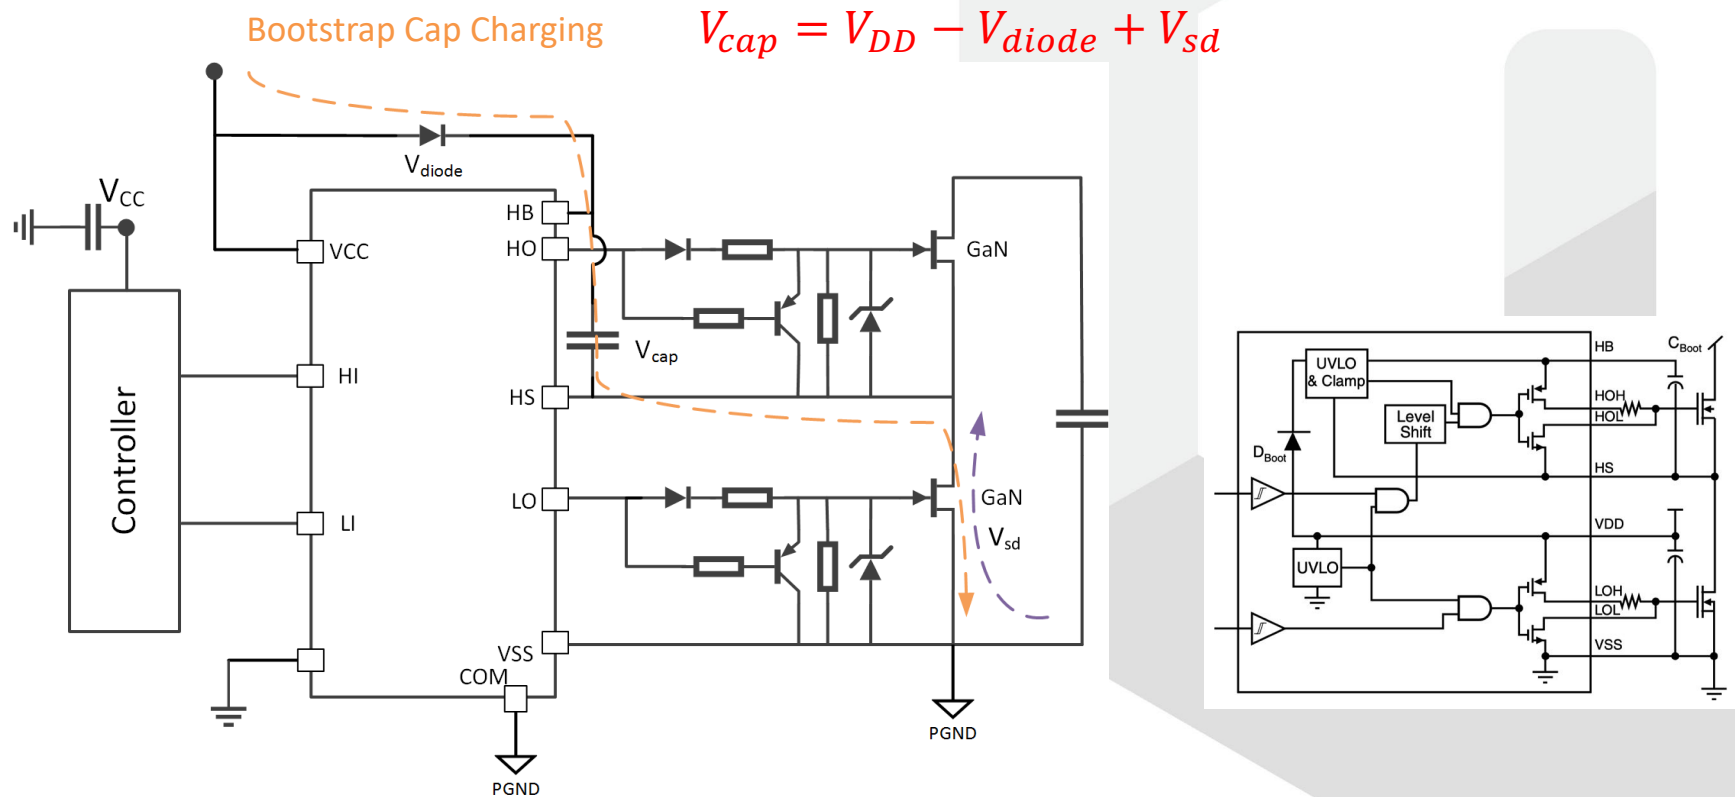 Bootstrap Cap Charging
Vcap = VDD − Vdiode + Vsd
Vdiode
VCC
HB
HO
VCC
GaN
HI
Vcap
HS
Controller
LO
GaN
LI
Vsd
VSS
COM
PGND
PGND
HB
CBoot
UVLO
& Clamp
HOH
HOL
Level
Shift
DBoot
HS
VDD
UVLO
LOH
LOL
VSS